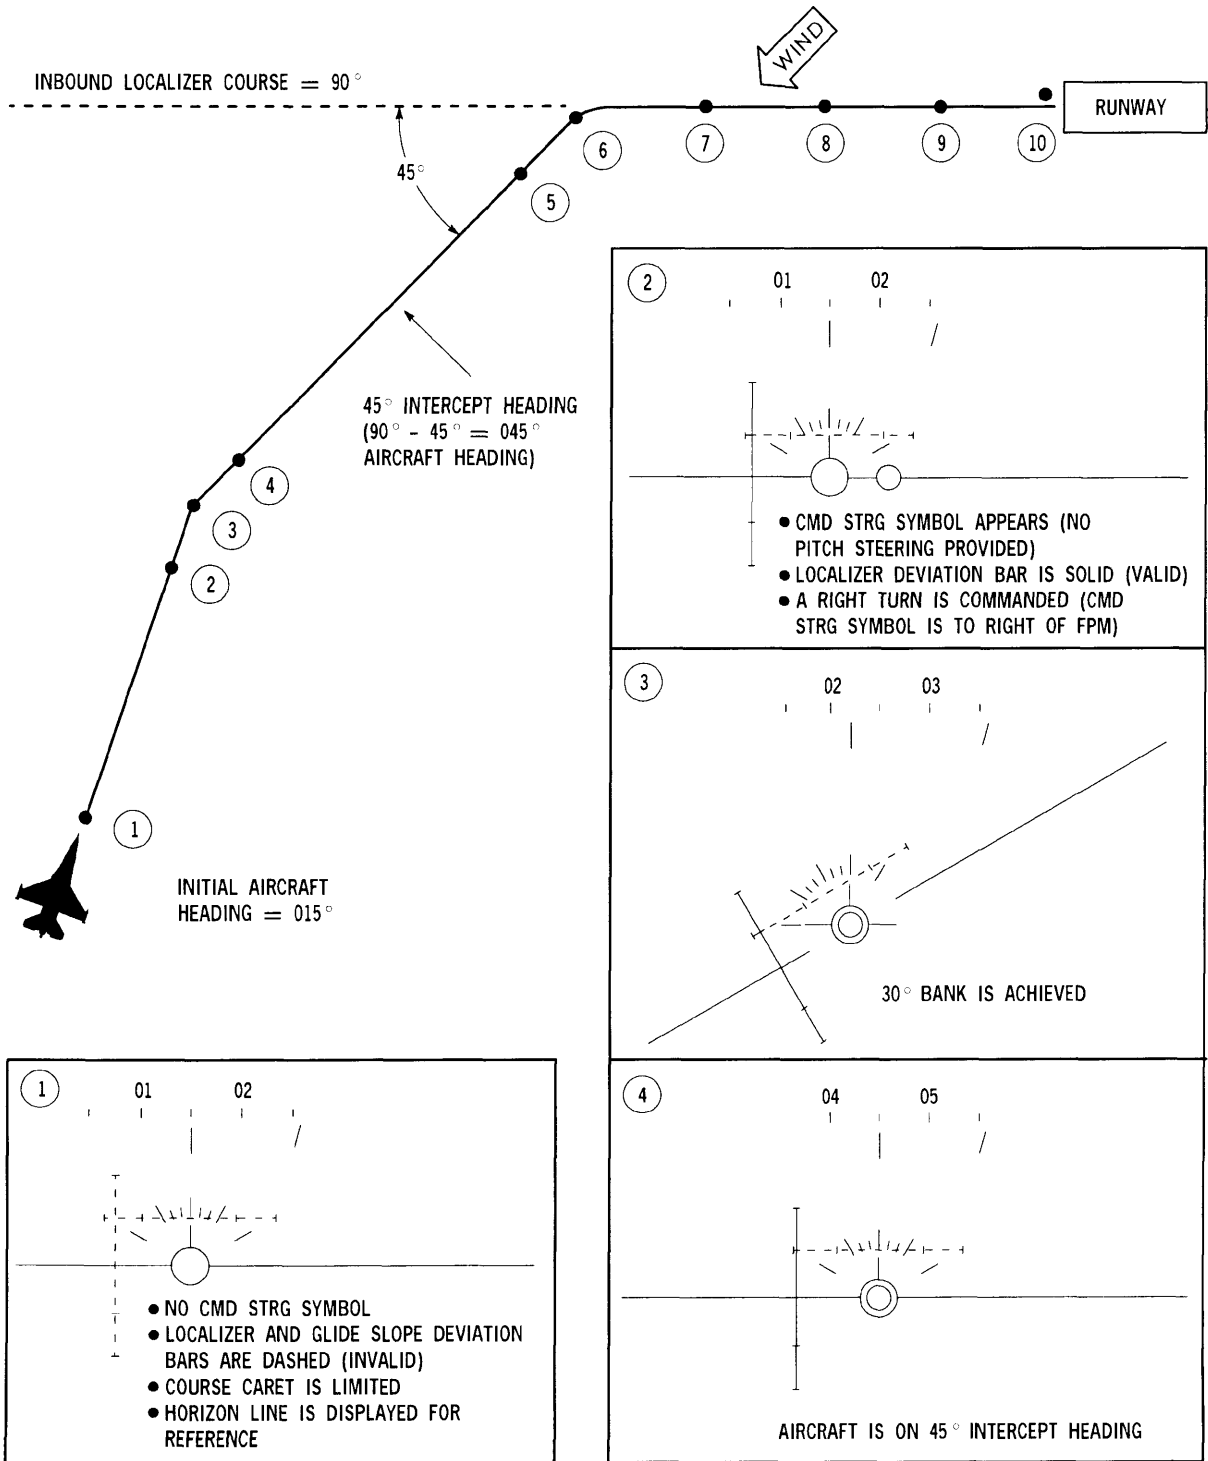 WIND
INBOUND LOCALIZER COURSE = 90°
RUNWAY
45°
6
7
8
9
10
5
45° INTERCEPT HEADING
(90° - 45° = 045°
AIRCRAFT HEADING)
4
3
2
1
INITIAL AIRCRAFT
HEADING = 015°
2
01 02
● CMD STRG SYMBOL APPEARS (NO
PITCH STEERING PROVIDED)
● LOCALIZER DEVIATION BAR IS SOLID (VALID)
● A RIGHT TURN IS COMMANDED (CMD
STRG SYMBOL IS TO RIGHT OF FPM)
3
02 03
30° BANK IS ACHIEVED
1
01 02
● NO CMD STRG SYMBOL
● LOCALIZER AND GLIDE SLOPE DEVIATION
BARS ARE DASHED (INVALID)
● COURSE CARET IS LIMITED
● HORIZON LINE IS DISPLAYED FOR
REFERENCE
4
04 05
AIRCRAFT IS ON 45° INTERCEPT HEADING